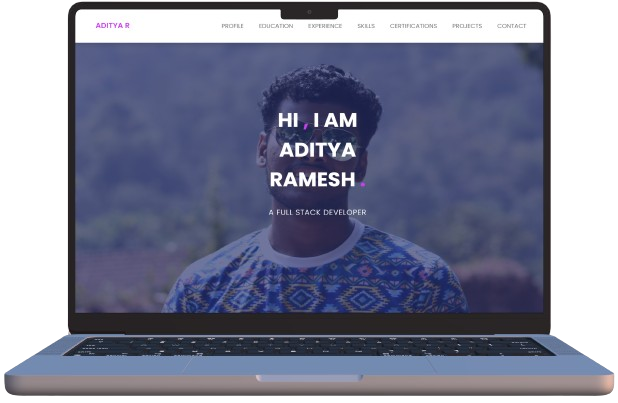 ADITYA R
PROFILE EDUCATION EXPERIENCE SKILLS CERTIFICATIONS PROJECTS CONTACT
HI , I AM
ADITYA
RAMESH .
A FULL STACK DEVELOPER